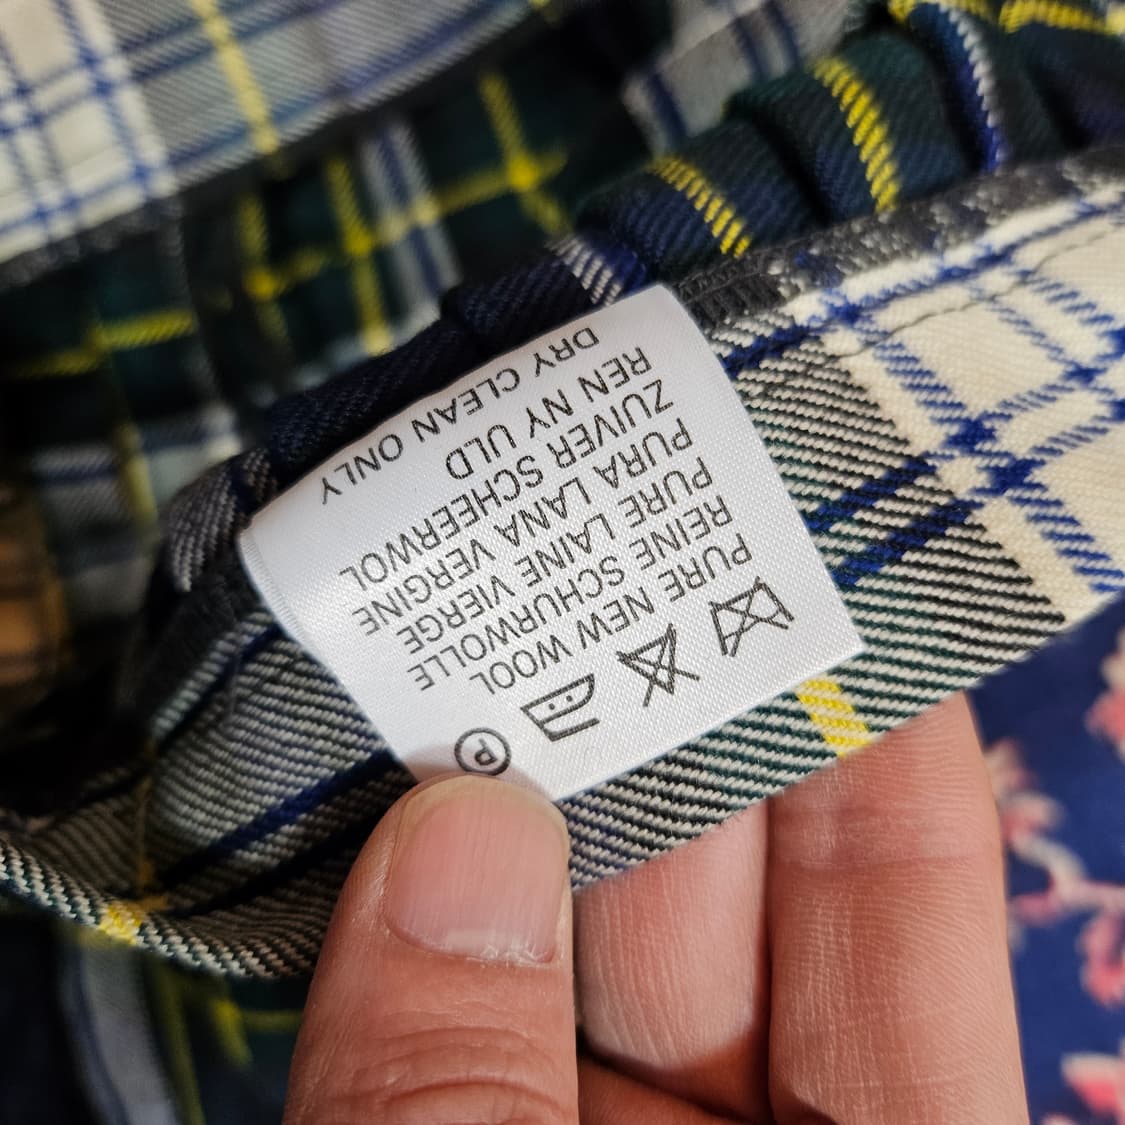 P
PURE NEW WOOL
REINE SCHURWOLLE
PURE LAINE VIERGE
PURA LANA VERGINE
ZUIVER SCHEERWOL
REN NY ULD
DRY CLEAN ONLY